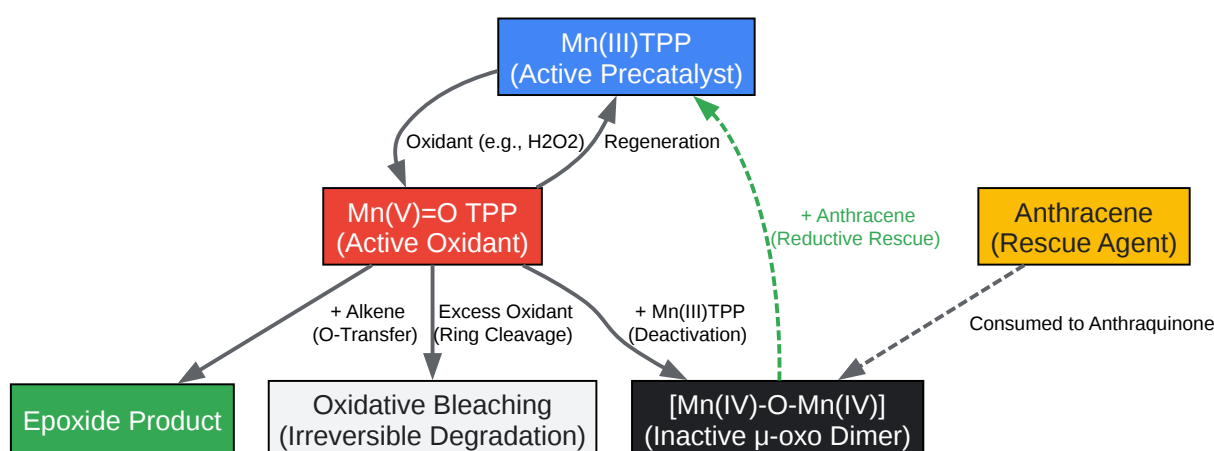 Mn(III)TPP
(Active Precatalyst)
Oxidant (e.g., H2O2)
Regeneration
Mn(V)=O TPP
(Active Oxidant)
+ Anthracene
(Reductive Rescue)
Anthracene
(Rescue Agent)
+ Alkene
(O-Transfer)
Excess Oxidant
(Ring Cleavage)
+ Mn(III)TPP
(Deactivation)
Consumed to Anthraquinone
Epoxide Product
Oxidative Bleaching
(Irreversible Degradation)
[Mn(IV)-O-Mn(IV)]
(Inactive μ-oxo Dimer)